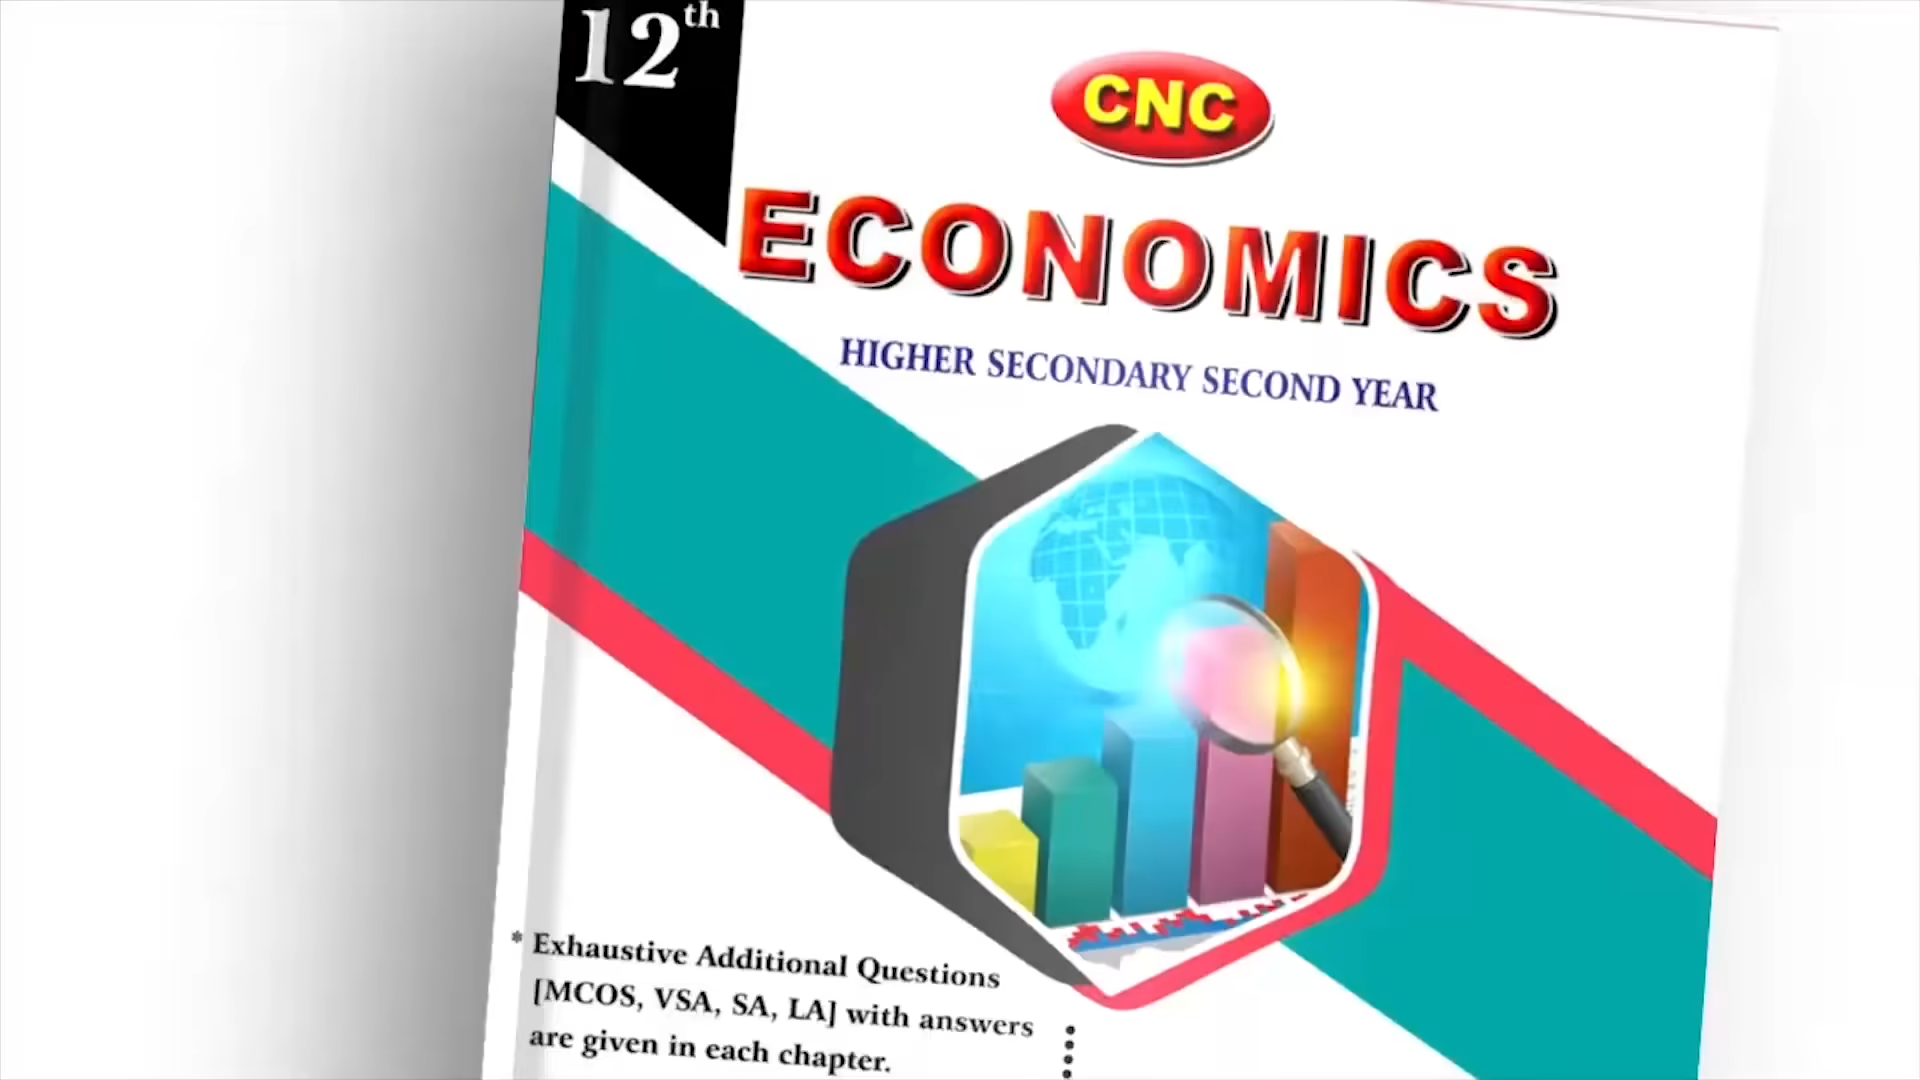 12th
CNC
ECONOMICS
HIGHER SECONDARY SECOND YEAR
* Exhaustive Additional Questions
[MCOS, VSA, SA, LA] with answers
are given in each chapter.